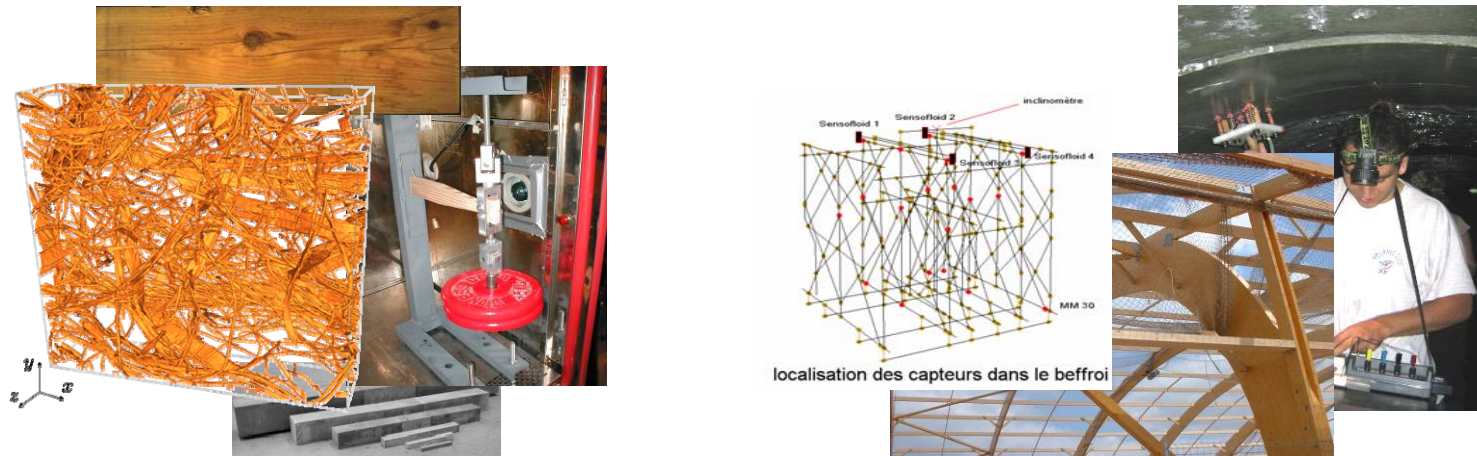 inclinomètre
Sensofloid 1
Sensofloid 2
Sensofloid 3
Sensofloid 4
MM 30
localisation des capteurs dans le beffroi
y
z
x